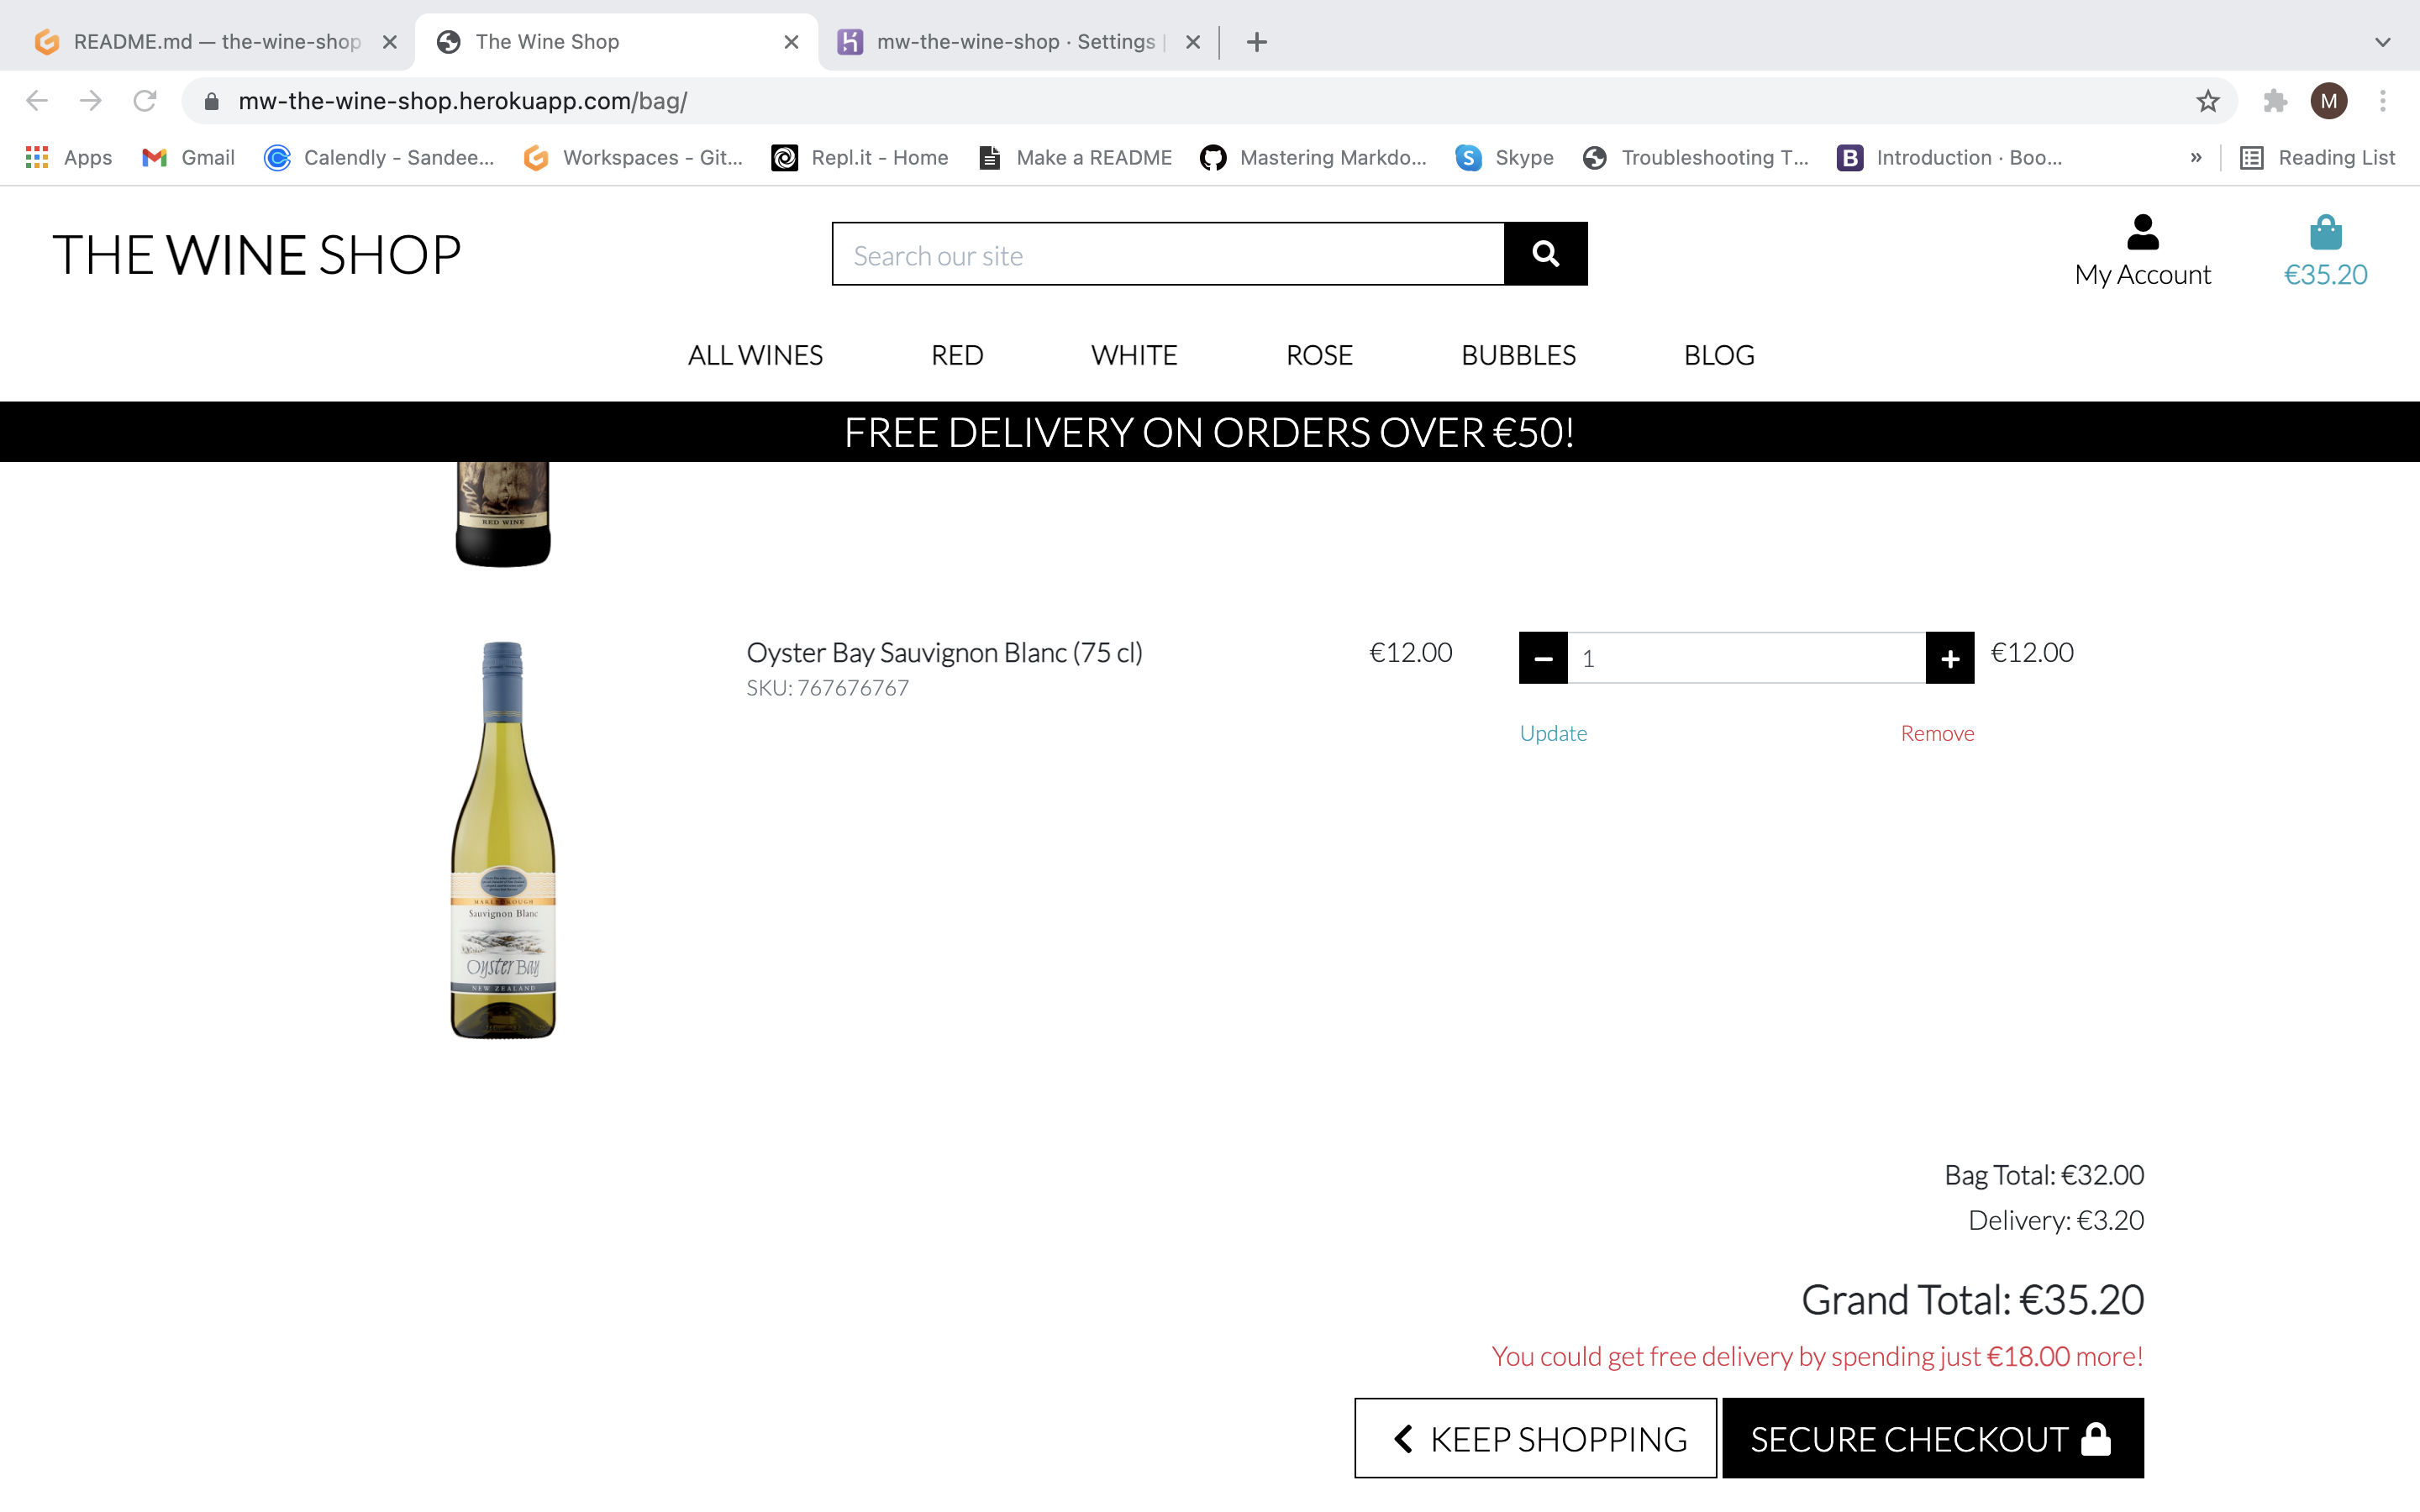 README.md — the-wine-shop
The Wine Shop
mw-the-wine-shop · Settings |
mw-the-wine-shop.herokuapp.com/bag/
M
Apps
Gmail
Calendly - Sandee...
Workspaces - Git...
Repl.it - Home
Make a README
Mastering Markdo...
Skype
Troubleshooting T...
Introduction · Boo...
»
Reading List
THE WINE SHOP
Search our site
My Account
€35.20
ALL WINES
RED
WHITE
ROSE
BUBBLES
BLOG
FREE DELIVERY ON ORDERS OVER €50!
RED WINE
Oyster Bay Sauvignon Blanc (75 cl)
€12.00
1
€12.00
SKU: 767676767
Update
Remove
MARLBOROUGH
Sauvignon Blanc
Oyster Bay
NEW ZEALAND
Bag Total: €32.00
Delivery: €3.20
Grand Total: €35.20
You could get free delivery by spending just €18.00 more!
KEEP SHOPPING
SECURE CHECKOUT